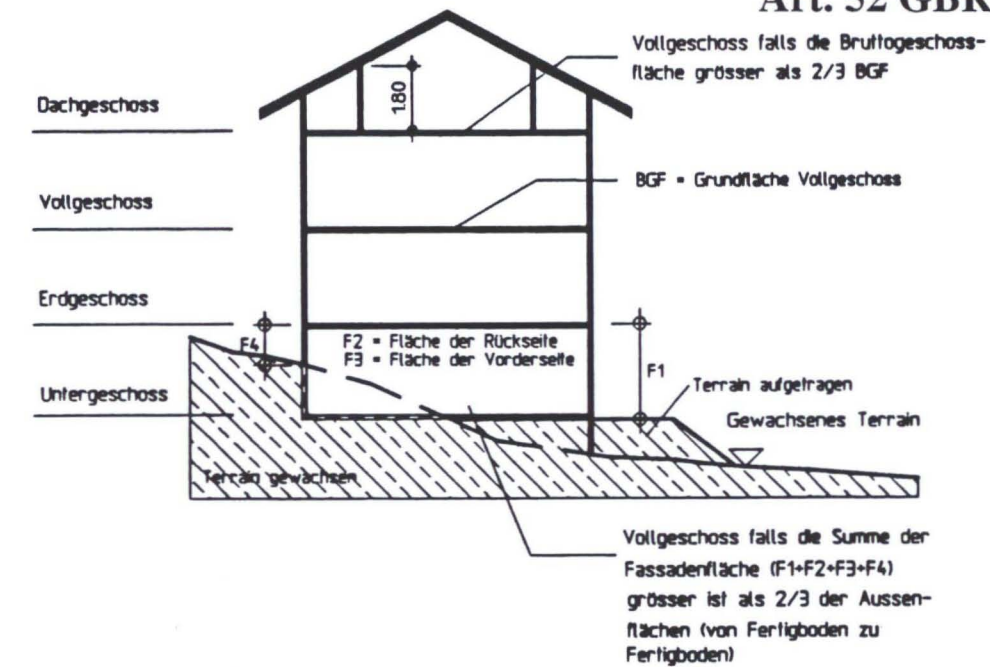 Art. 52 GBR
Vollgeschoss falls die Bruttogeschoss-
fläche grösser als 2/3 BGF
1.80
Dachgeschoss
BGF = Grundfläche Vollgeschoss
Vollgeschoss
Erdgeschoss
F4
F2 = Fläche der Rückseite
F3 = Fläche der Vorderseite
F1
Terrain aufgetragen
Untergeschoss
Gewachsenes Terrain
Terrain gewachsen
Vollgeschoss falls die Summe der
Fassadenfläche (F1+F2+F3+F4)
grösser ist als 2/3 der Aussen-
flächen (von Fertigboden zu
Fertigboden)